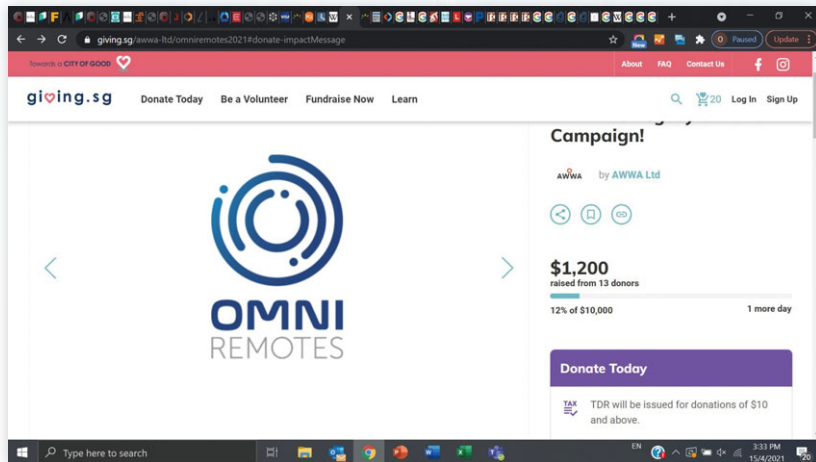 giving.sg/awwa-ltd/omniremotes2021#donate-impactMessage
New
Paused
Update
Towards a CITY OF GOOD
About FAQ Contact Us
giving.sg
Donate Today Be a Volunteer Fundraise Now Learn
20 Log In Sign Up
Campaign!
AWWA by AWWA Ltd
$1,200
raised from 13 donors
12% of $10,000 1 more day
OMNI
REMOTES
Donate Today
TAX
TDR will be issued for donations of $10
and above.
Type here to search
EN
3:33 PM
15/4/2021
20